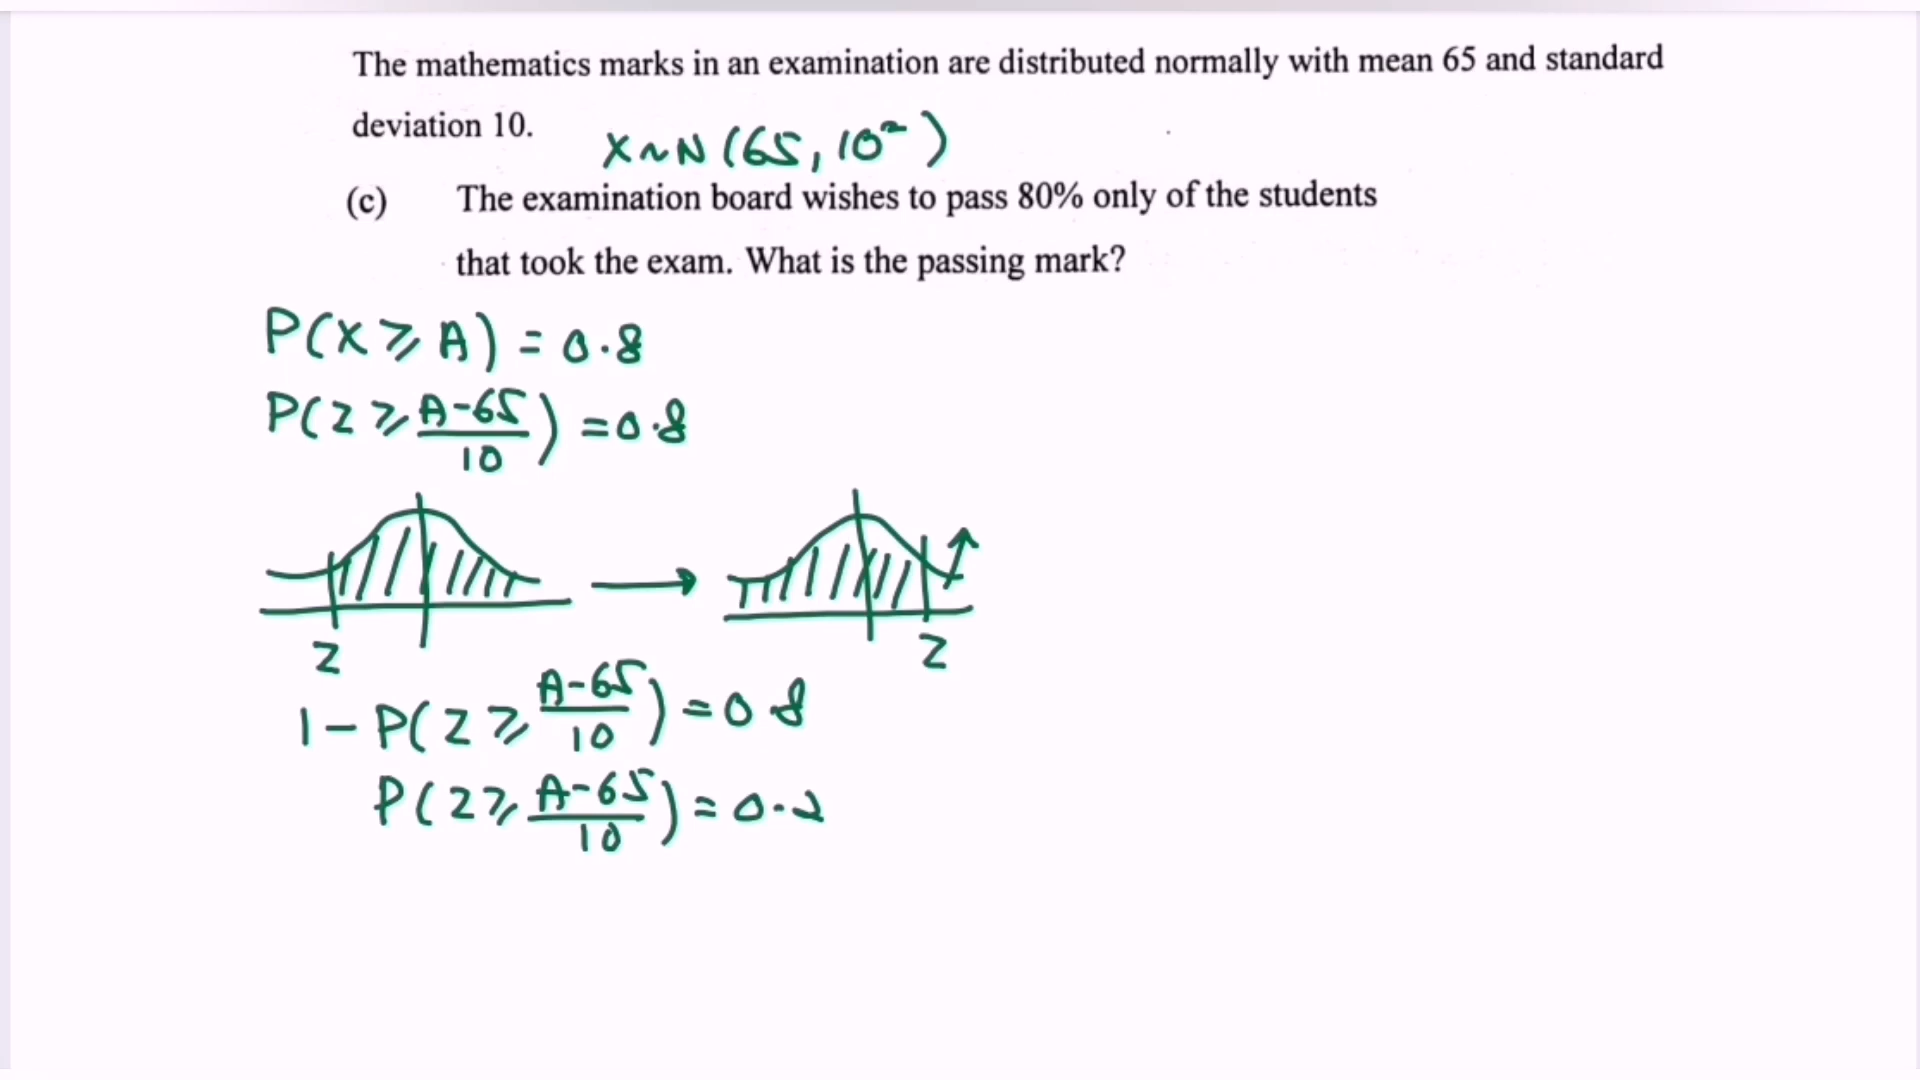 The mathematics marks in an examination are distributed normally with mean 65 and standard
deviation 10.
X ~ N (65, 10²)
(c) The examination board wishes to pass 80% only of the students
that took the exam. What is the passing mark?
P(X ⩾ A) = 0.8
P(Z ⩾ (A-65)/10) = 0.8
Z
Z
1 - P(Z ⩾ (A-65)/10) = 0.8
P(Z ⩾ (A-65)/10) = 0.2